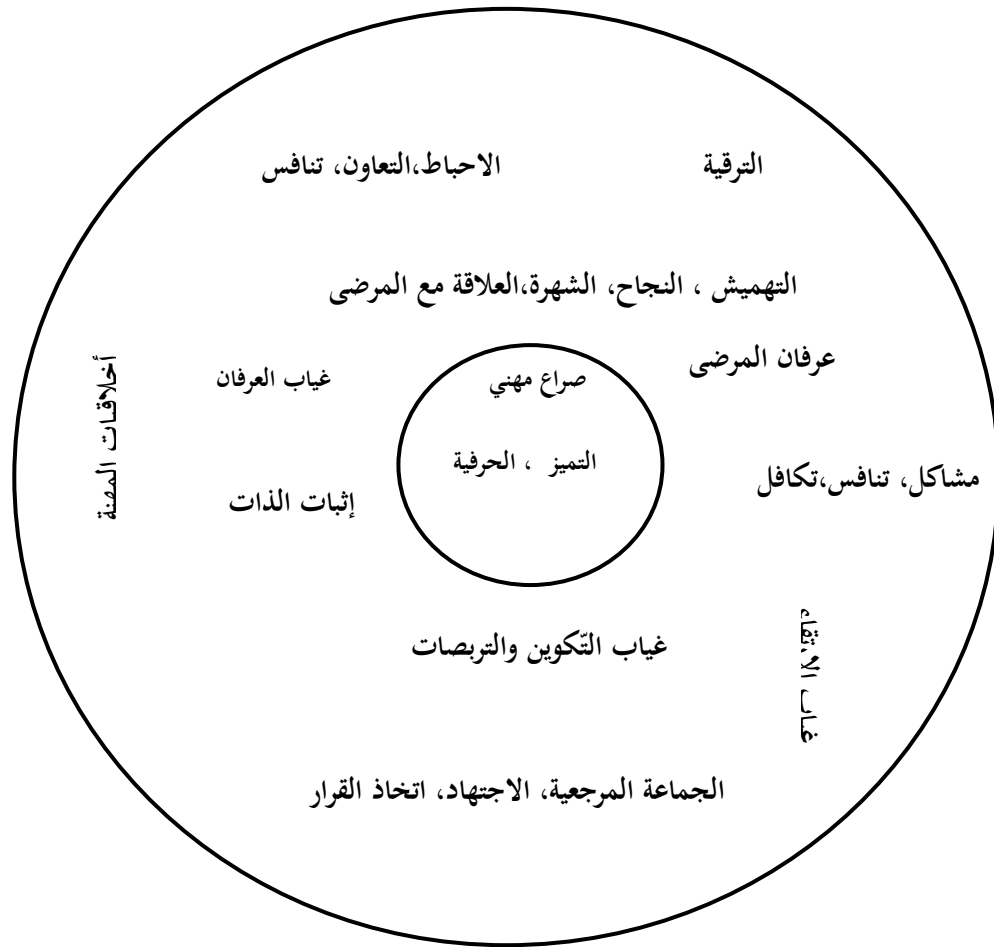 الترقية
الاحباط،التعاون، تنافس
التهميش ، النجاح، الشهرة،العلاقة مع المرضى
عرفان المرضى
صراع مهني
غياب العرفان
أخلاقيات المهنة
التميز ، الحرفية
مشاكل، تنافس،تكافل
إثبات الذات
غياب
غياب التّكوين والتربصات
الجماعة المرجعية، الاجتهاد، اتخاذ القرار